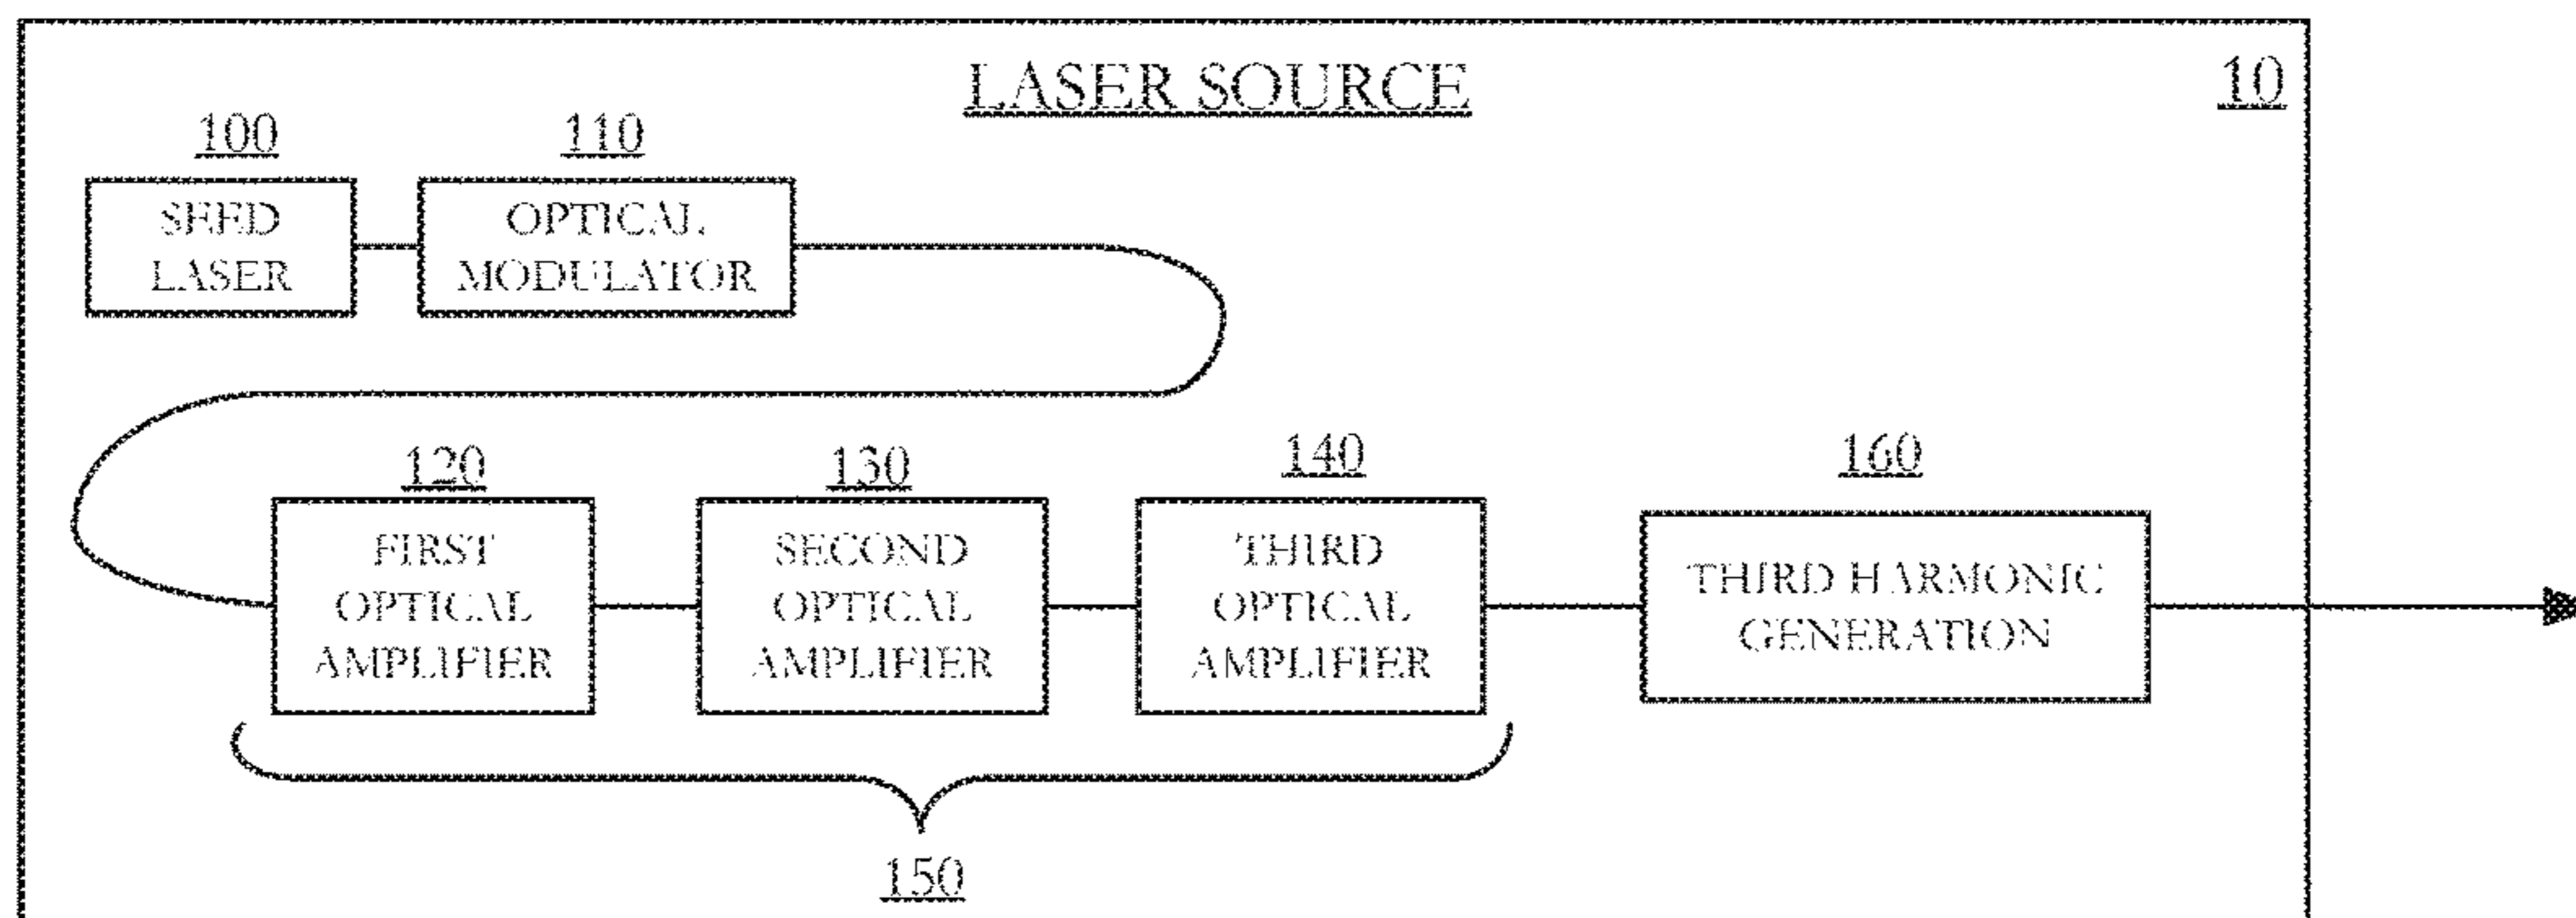 LASER SOURCE
10
100
110
SEED
LASER
OPTICAL
MODULATOR
120
130
140
160
FIRST
OPTICAL
AMPLIFIER
SECOND
OPTICAL
AMPLIFIER
THIRD
OPTICAL
AMPLIFIER
THIRD HARMONIC
GENERATION
150